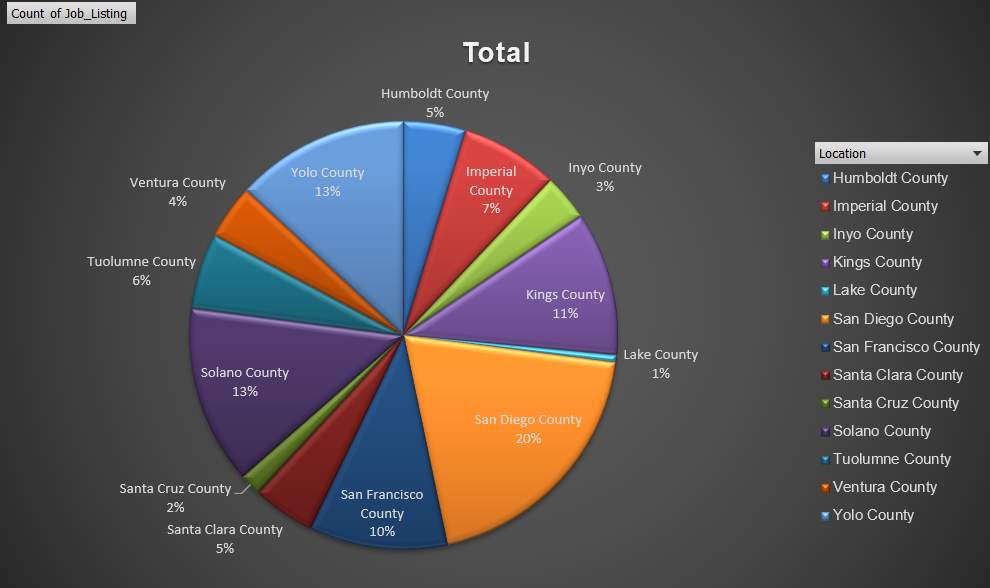 Count of Job_Listing
Total
Humboldt County
5%
Imperial
County
7%
Inyo County
3%
Kings County
11%
Lake County
1%
San Diego County
20%
San Francisco
County
10%
Santa Clara County
5%
Santa Cruz County
2%
Solano County
13%
Tuolumne County
6%
Ventura County
4%
Yolo County
13%
Location
Humboldt County
Imperial County
Inyo County
Kings County
Lake County
San Diego County
San Francisco County
Santa Clara County
Santa Cruz County
Solano County
Tuolumne County
Ventura County
Yolo County